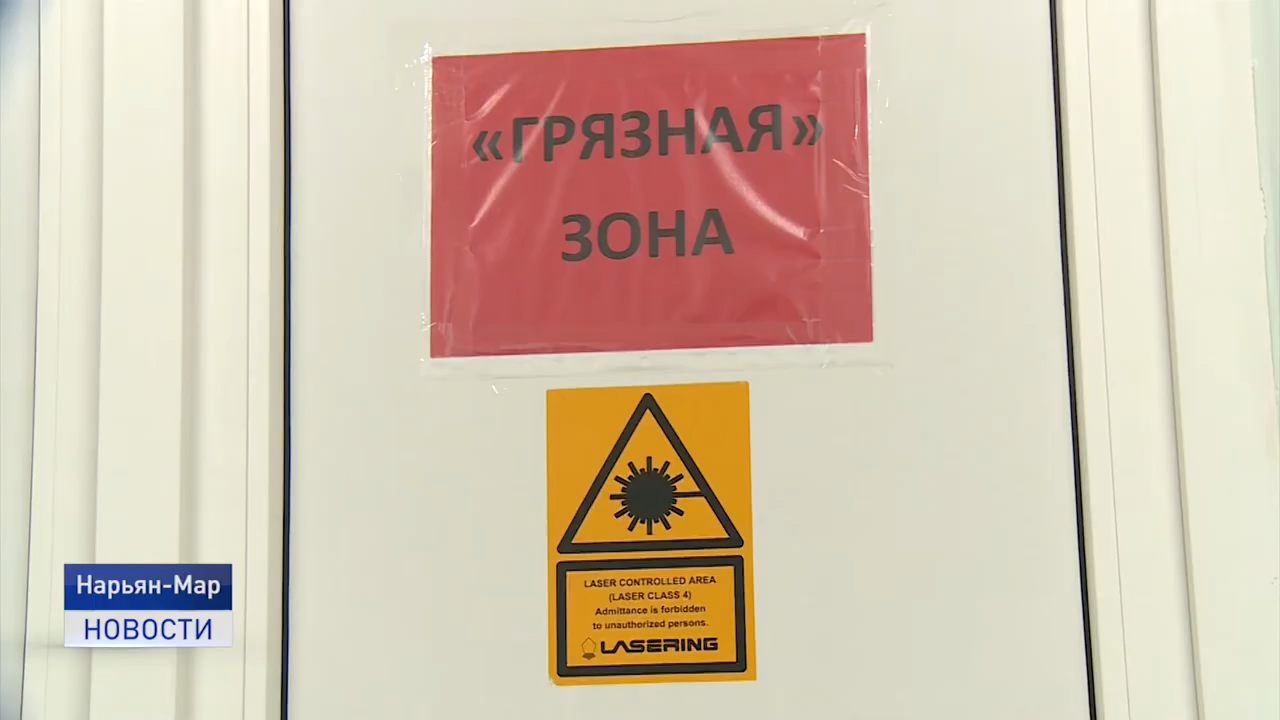 «ГРЯЗНАЯ»
ЗОНА
LASER CONTROLLED AREA
(LASER CLASS 4)
Admittance is forbidden
to unauthorized persons.
LASERING
Нарьян-Мар
НОВОСТИ